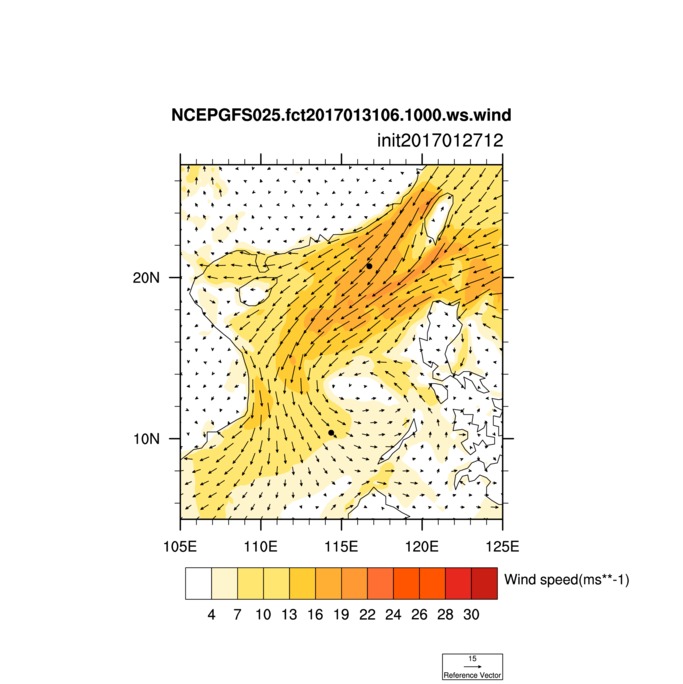 NCEPGFS025.fct2017013106.1000.ws.wind
init2017012712
20N
10N
105E 110E 115E 120E 125E
Wind speed(ms**-1)
4 7 10 13 16 19 22 24 26 28 30
15
Reference Vector